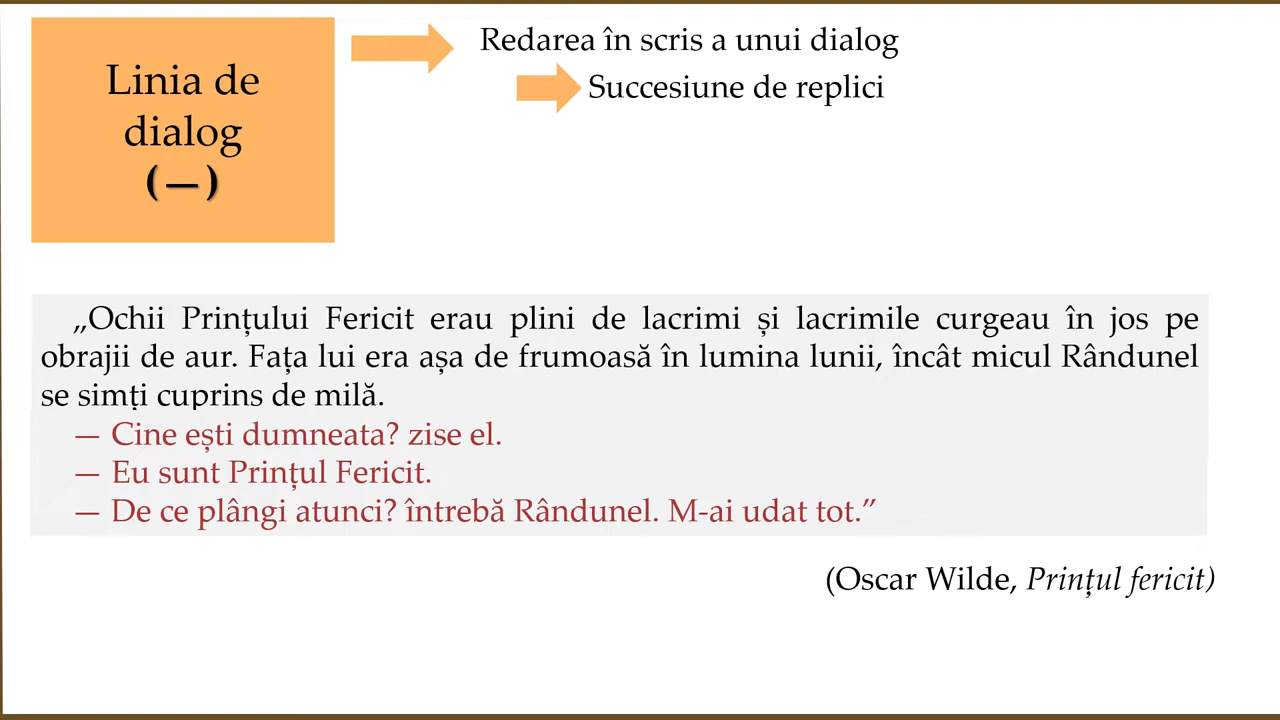 Linia de
dialog
(—)
Redarea în scris a unui dialog
Succesiune de replici
„Ochii Prințului Fericit erau plini de lacrimi și lacrimile curgeau în jos pe
obrajii de aur. Fața lui era așa de frumoasă în lumina lunii, încât micul Rândunel
se simți cuprins de milă.
— Cine ești dumneata? zise el.
— Eu sunt Prințul Fericit.
— De ce plângi atunci? întrebă Rândunel. M-ai udat tot.”
(Oscar Wilde, Prințul fericit)